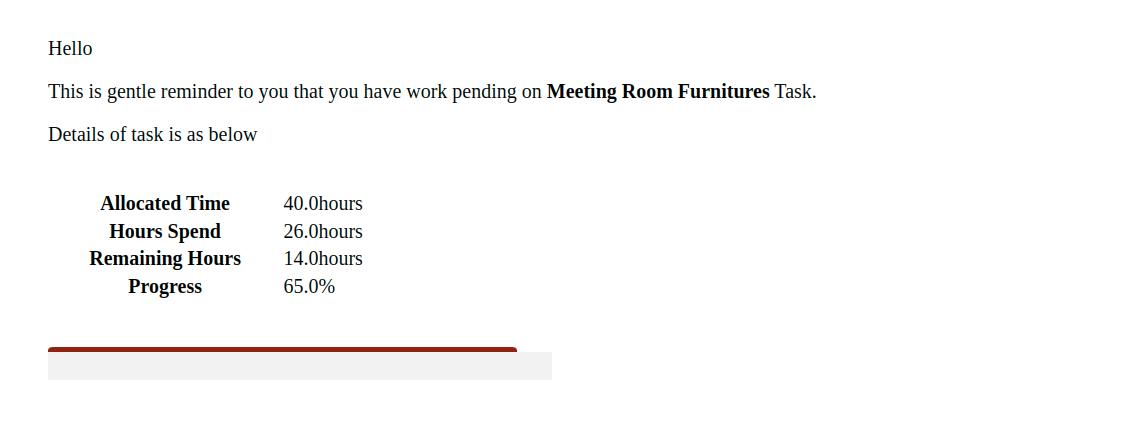 Hello
This is gentle reminder to you that you have work pending on Meeting Room Furnitures Task.
Details of task is as below
Allocated Time 40.0hours
Hours Spend 26.0hours
Remaining Hours 14.0hours
Progress 65.0%